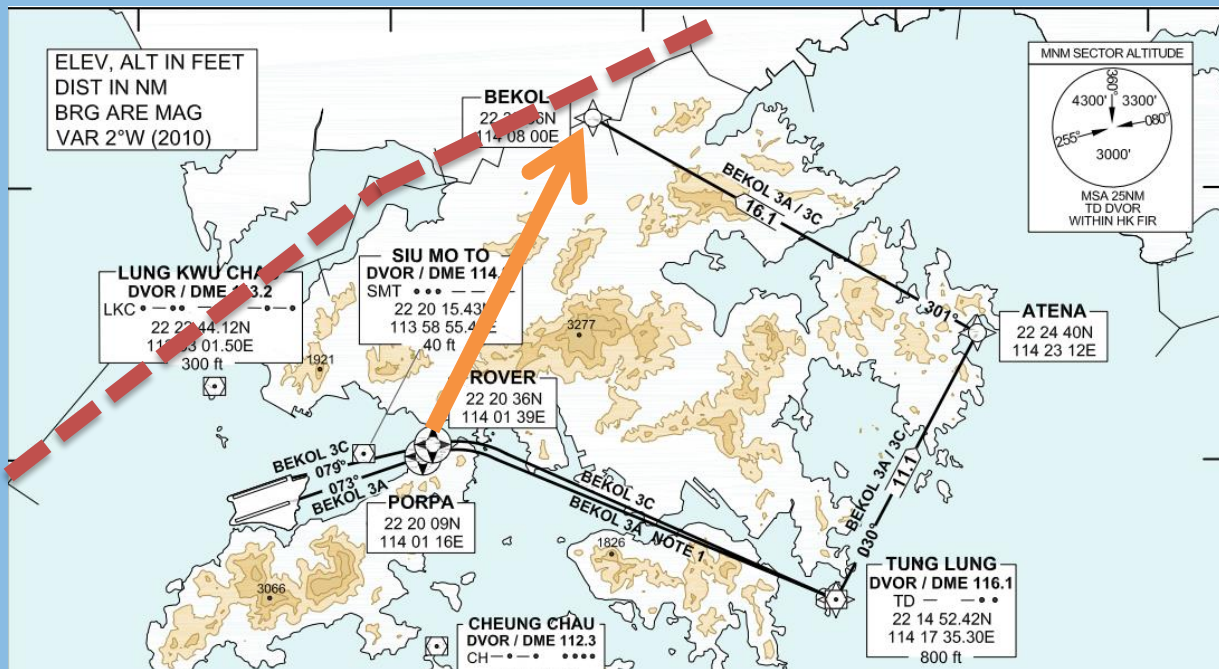 ELEV, ALT IN FEET
DIST IN NM
BRG ARE MAG
VAR 2°W (2010)
BEKOL
114 08 00E
MNM SECTOR ALTITUDE
360°
4300' 3300'
255° 080°
3000'
MSA 25NM
TD DVOR
WITHIN HK FIR
BEKOL 3A / 3C
16.1
301°
SIU MO TO
DVOR / DME 114.
SMT
22 20 15.43N
113 58 55.4 E
40 ft
LUNG KWU CHAU
DVOR / DME 3.2
LKC
22 22 44.12N
01.50E
300 ft
3277
1921
ATENA
22 24 40N
114 23 12E
ROVER
22 20 36N
114 01 39E
BEKOL 3C
079°
073°
BEKOL 3A
PORPA
22 20 09N
114 01 16E
BEKOL 3C
BEKOL 3A NOTE 1
BEKOL 3A / 3C
11.1
030°
1826
3066
TUNG LUNG
DVOR / DME 116.1
TD
22 14 52.42N
114 17 35.30E
800 ft
CHEUNG CHAU
DVOR / DME 112.3
CH